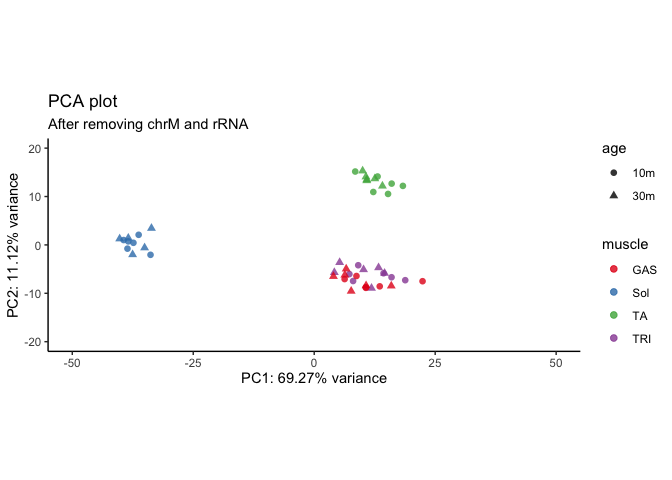 PCA plot
After removing chrM and rRNA
20
10
0
-10
-20
PC2: 11.12% variance
-50
-25
0
25
50
PC1: 69.27% variance
age
10m
30m
muscle
GAS
Sol
TA
TRI